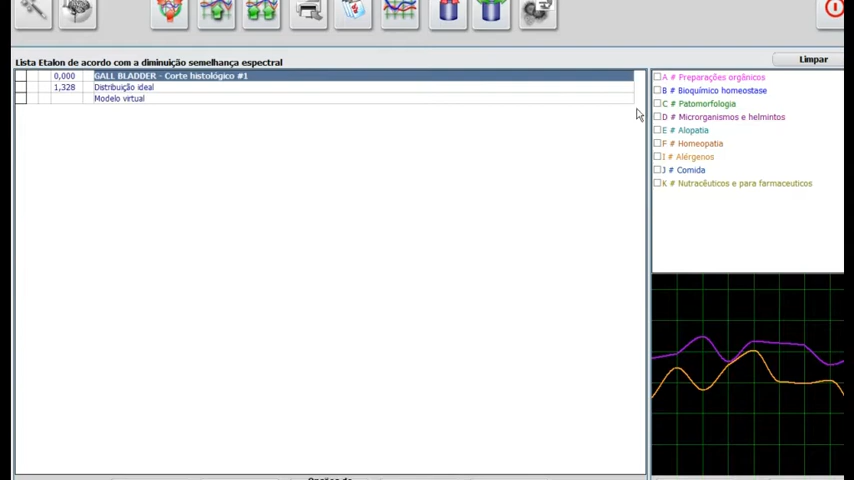 Lista Etalon de acordo com a diminuição semelhança espectral
Limpar
0,000 GALL BLADDER - Corte histológico #1
1,328 Distribuição ideal
Modelo virtual
A # Preparações orgânicos
B # Bioquímico homeostase
C # Patomorfologia
D # Microrganismos e helmintos
E # Alopatia
F # Homeopatia
I # Alérgenos
J # Comida
K # Nutracêuticos e para farmaceuticos